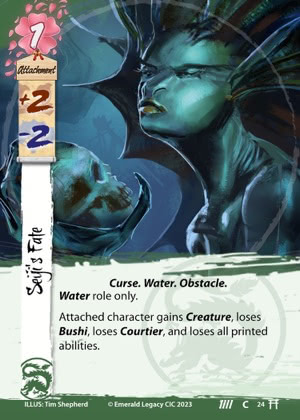 1
Attachment
+2
-2
Seiji's Fate
Curse. Water. Obstacle.
Water role only.
Attached character gains Creature, loses
Bushi, loses Courtier, and loses all printed
abilities.
ILLUS: Tim Shepherd © Emerald Legacy CIC 2023 C 24